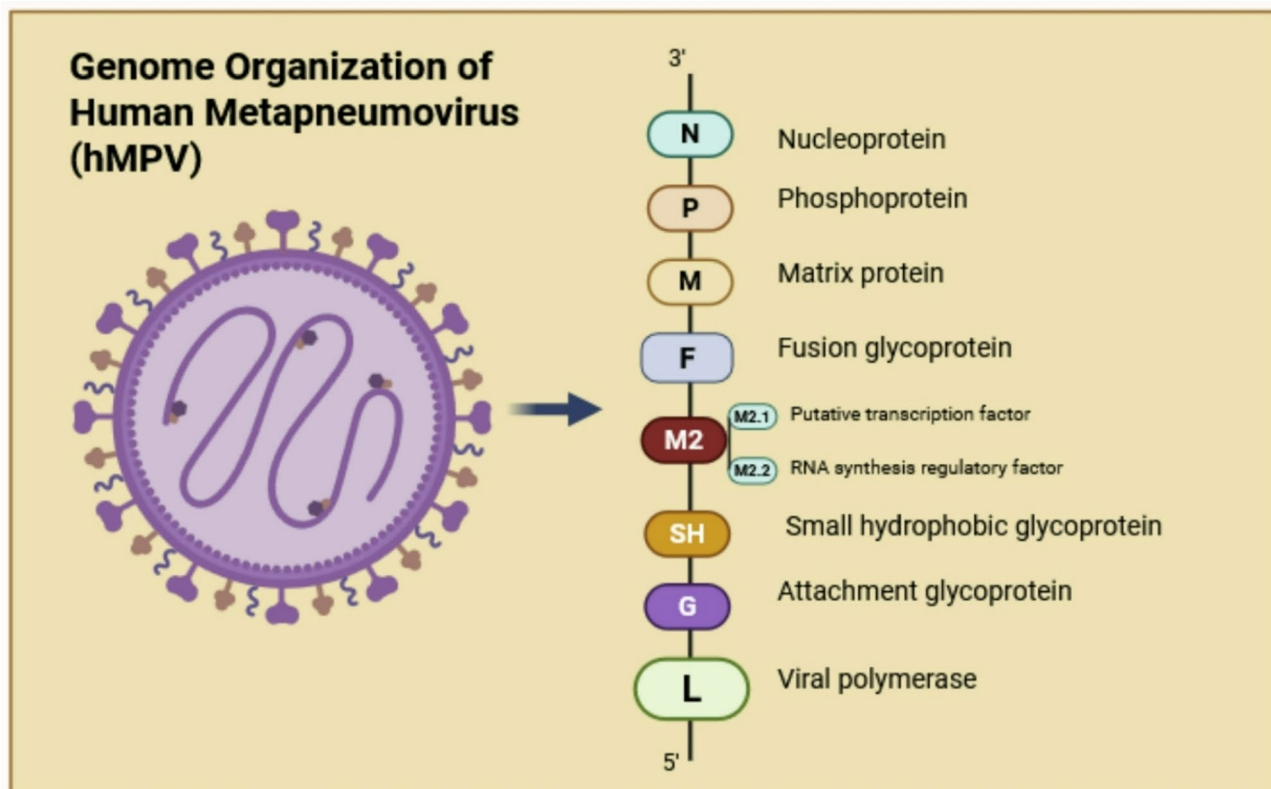 Genome Organization of
Human Metapneumovirus
(hMPV)
3'
N Nucleoprotein
P Phosphoprotein
M Matrix protein
F Fusion glycoprotein
M2
M2.1 Putative transcription factor
M2.2 RNA synthesis regulatory factor
SH Small hydrophobic glycoprotein
G Attachment glycoprotein
L Viral polymerase
5'